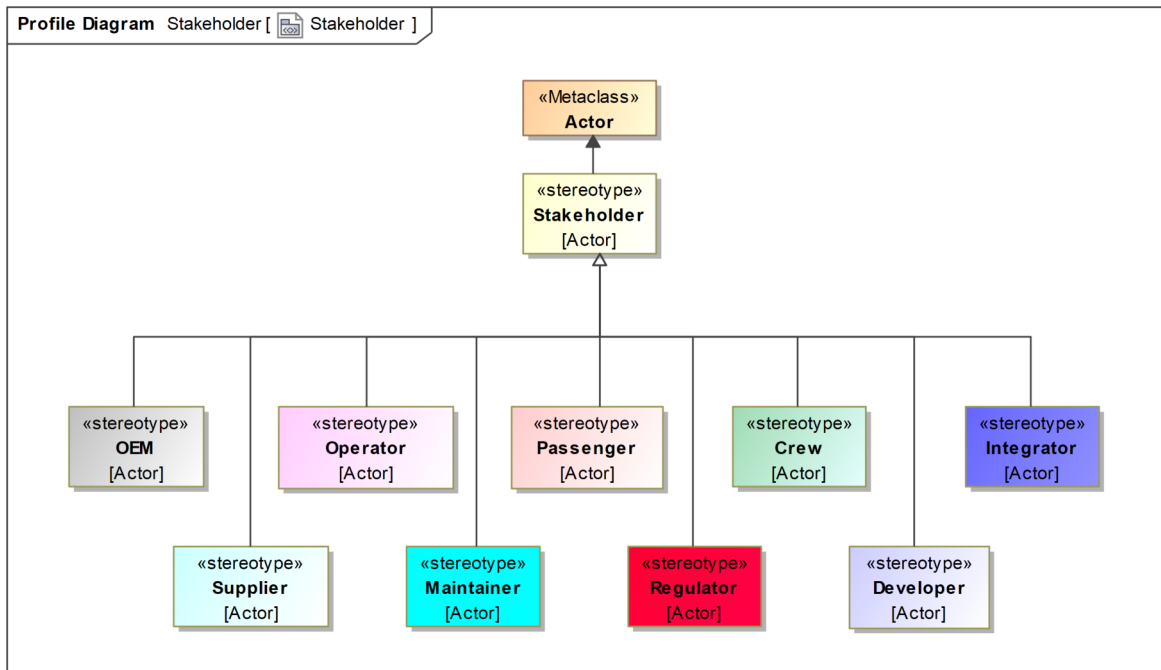 Profile Diagram Stakeholder [ Stakeholder ]
«Metaclass»
Actor
«stereotype»
Stakeholder
[Actor]
«stereotype»
OEM
[Actor]
«stereotype»
Operator
[Actor]
«stereotype»
Passenger
[Actor]
«stereotype»
Crew
[Actor]
«stereotype»
Integrator
[Actor]
«stereotype»
Supplier
[Actor]
«stereotype»
Maintainer
[Actor]
«stereotype»
Regulator
[Actor]
«stereotype»
Developer
[Actor]